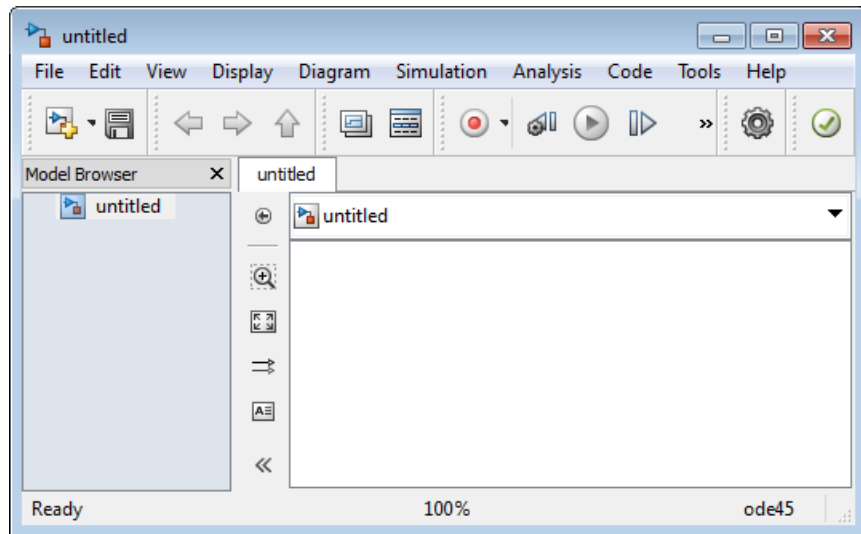 untitled
File Edit View Display Diagram Simulation Analysis Code Tools Help
Model Browser
untitled
untitled
untitled
Ready 100% ode45